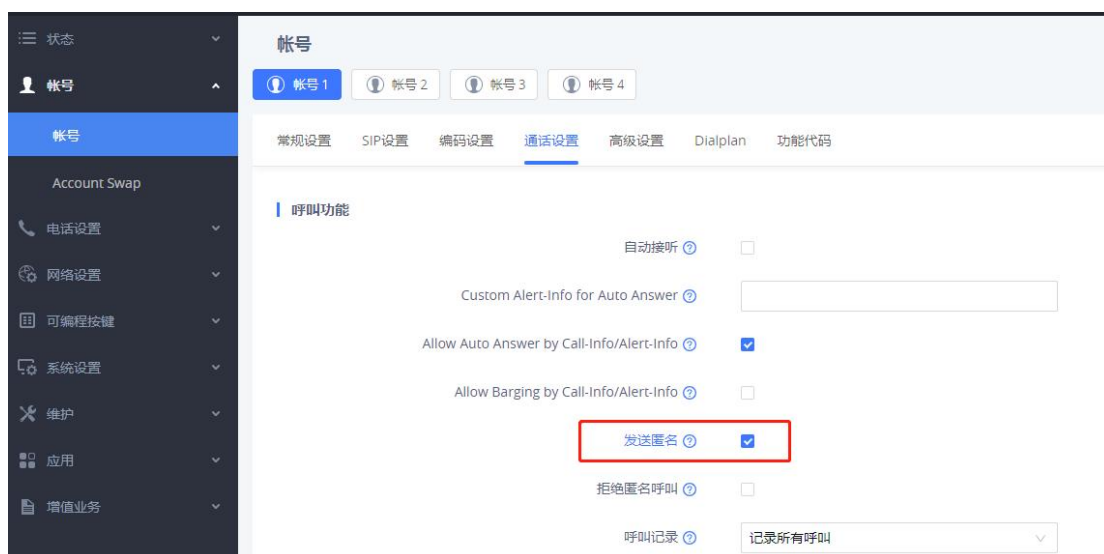 状态
帐号
帐号
Account Swap
电话设置
网络设置
可编程按键
系统设置
维护
应用
增值业务
帐号
帐号 1
帐号 2
帐号 3
帐号 4
常规设置
SIP设置
编码设置
通话设置
高级设置
Dialplan
功能代码
呼叫功能
自动接听
Custom Alert-Info for Auto Answer
Allow Auto Answer by Call-Info/Alert-Info
Allow Barging by Call-Info/Alert-Info
发送匿名
拒绝匿名呼叫
呼叫记录
记录所有呼叫